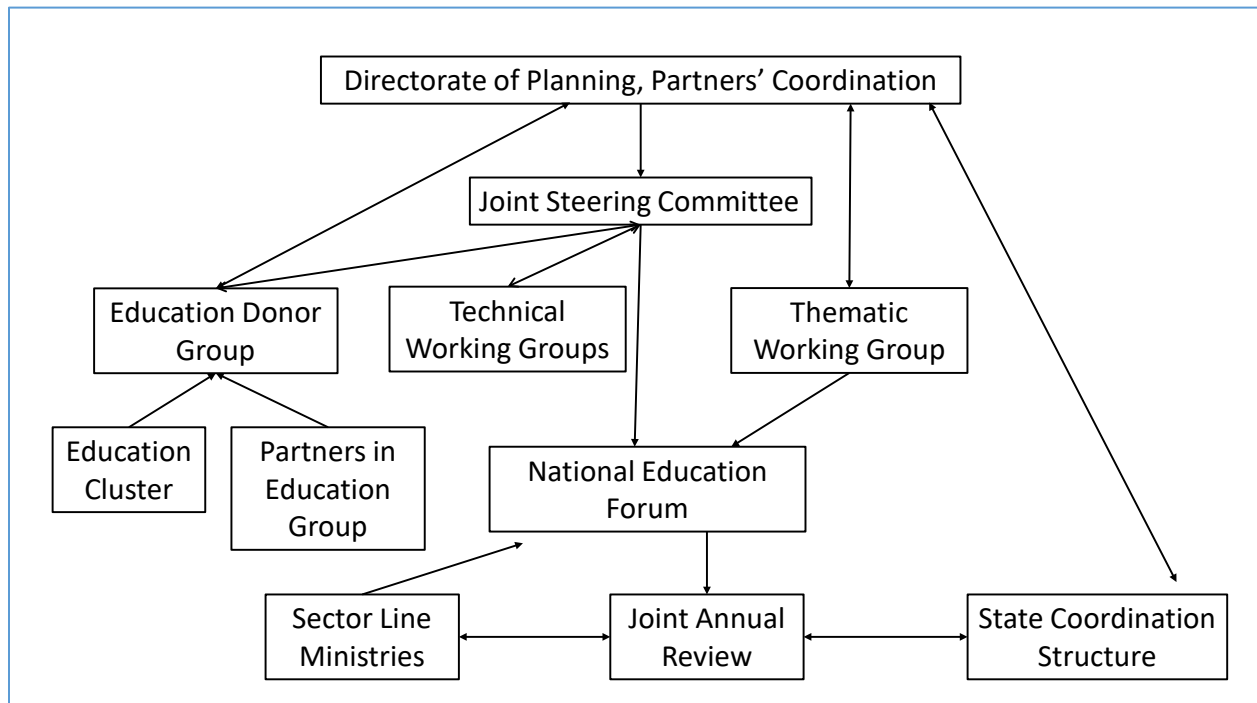 Directorate of Planning, Partners’ Coordination
Joint Steering Committee
Education Donor
Group
Technical
Working Groups
Thematic
Working Group
Education
Cluster
Partners in
Education
Group
National Education
Forum
Sector Line
Ministries
Joint Annual
Review
State Coordination
Structure